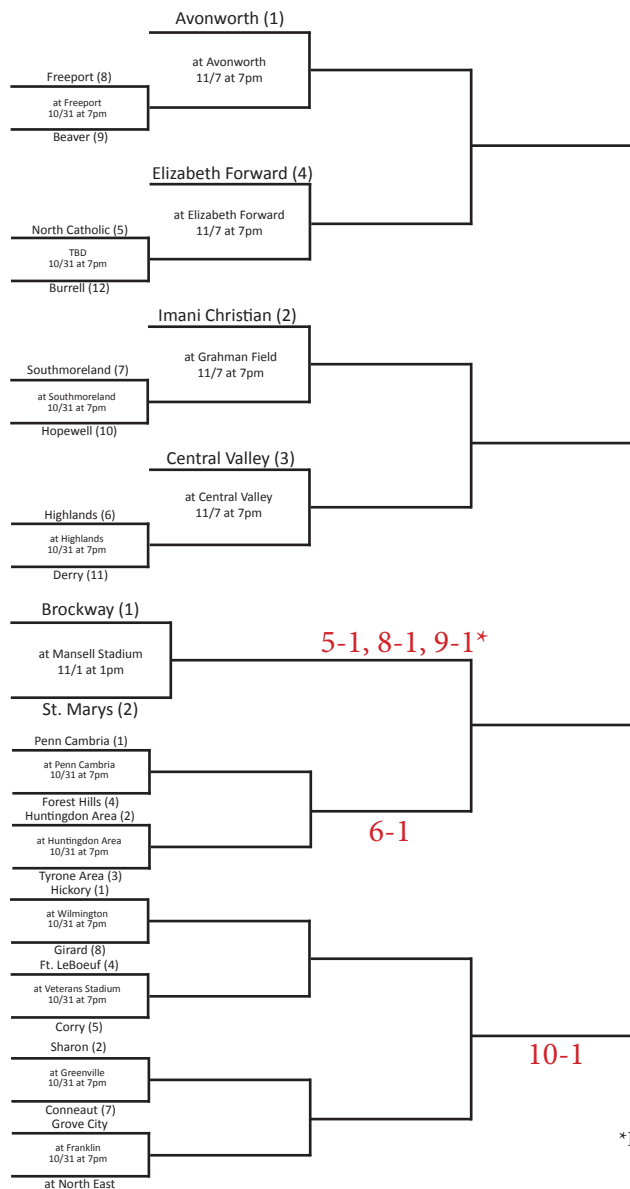 Avonworth (1)
at Avonworth
11/7 at 7pm
Freeport (8)
at Freeport
10/31 at 7pm
Beaver (9)
Elizabeth Forward (4)
at Elizabeth Forward
11/7 at 7pm
North Catholic (5)
TBD
10/31 at 7pm
Burrell (12)
Imani Christian (2)
at Grahman Field
11/7 at 7pm
Southmoreland (7)
at Southmoreland
10/31 at 7pm
Hopewell (10)
Central Valley (3)
at Central Valley
11/7 at 7pm
Highlands (6)
at Highlands
10/31 at 7pm
Derry (11)
Brockway (1)
at Mansell Stadium
11/1 at 1pm
St. Marys (2)
5-1, 8-1, 9-1*
Penn Cambria (1)
at Penn Cambria
10/31 at 7pm
Forest Hills (4)
Huntingdon Area (2)
at Huntingdon Area
10/31 at 7pm
Tyrone Area (3)
6-1
Hickory (1)
at Wilmington
10/31 at 7pm
Girard (8)
Ft. LeBoeuf (4)
at Veterans Stadium
10/31 at 7pm
Corry (5)
Sharon (2)
at Greenville
10/31 at 7pm
Conneaut (7)
Grove City
at Franklin
10/31 at 7pm
at North East
10-1